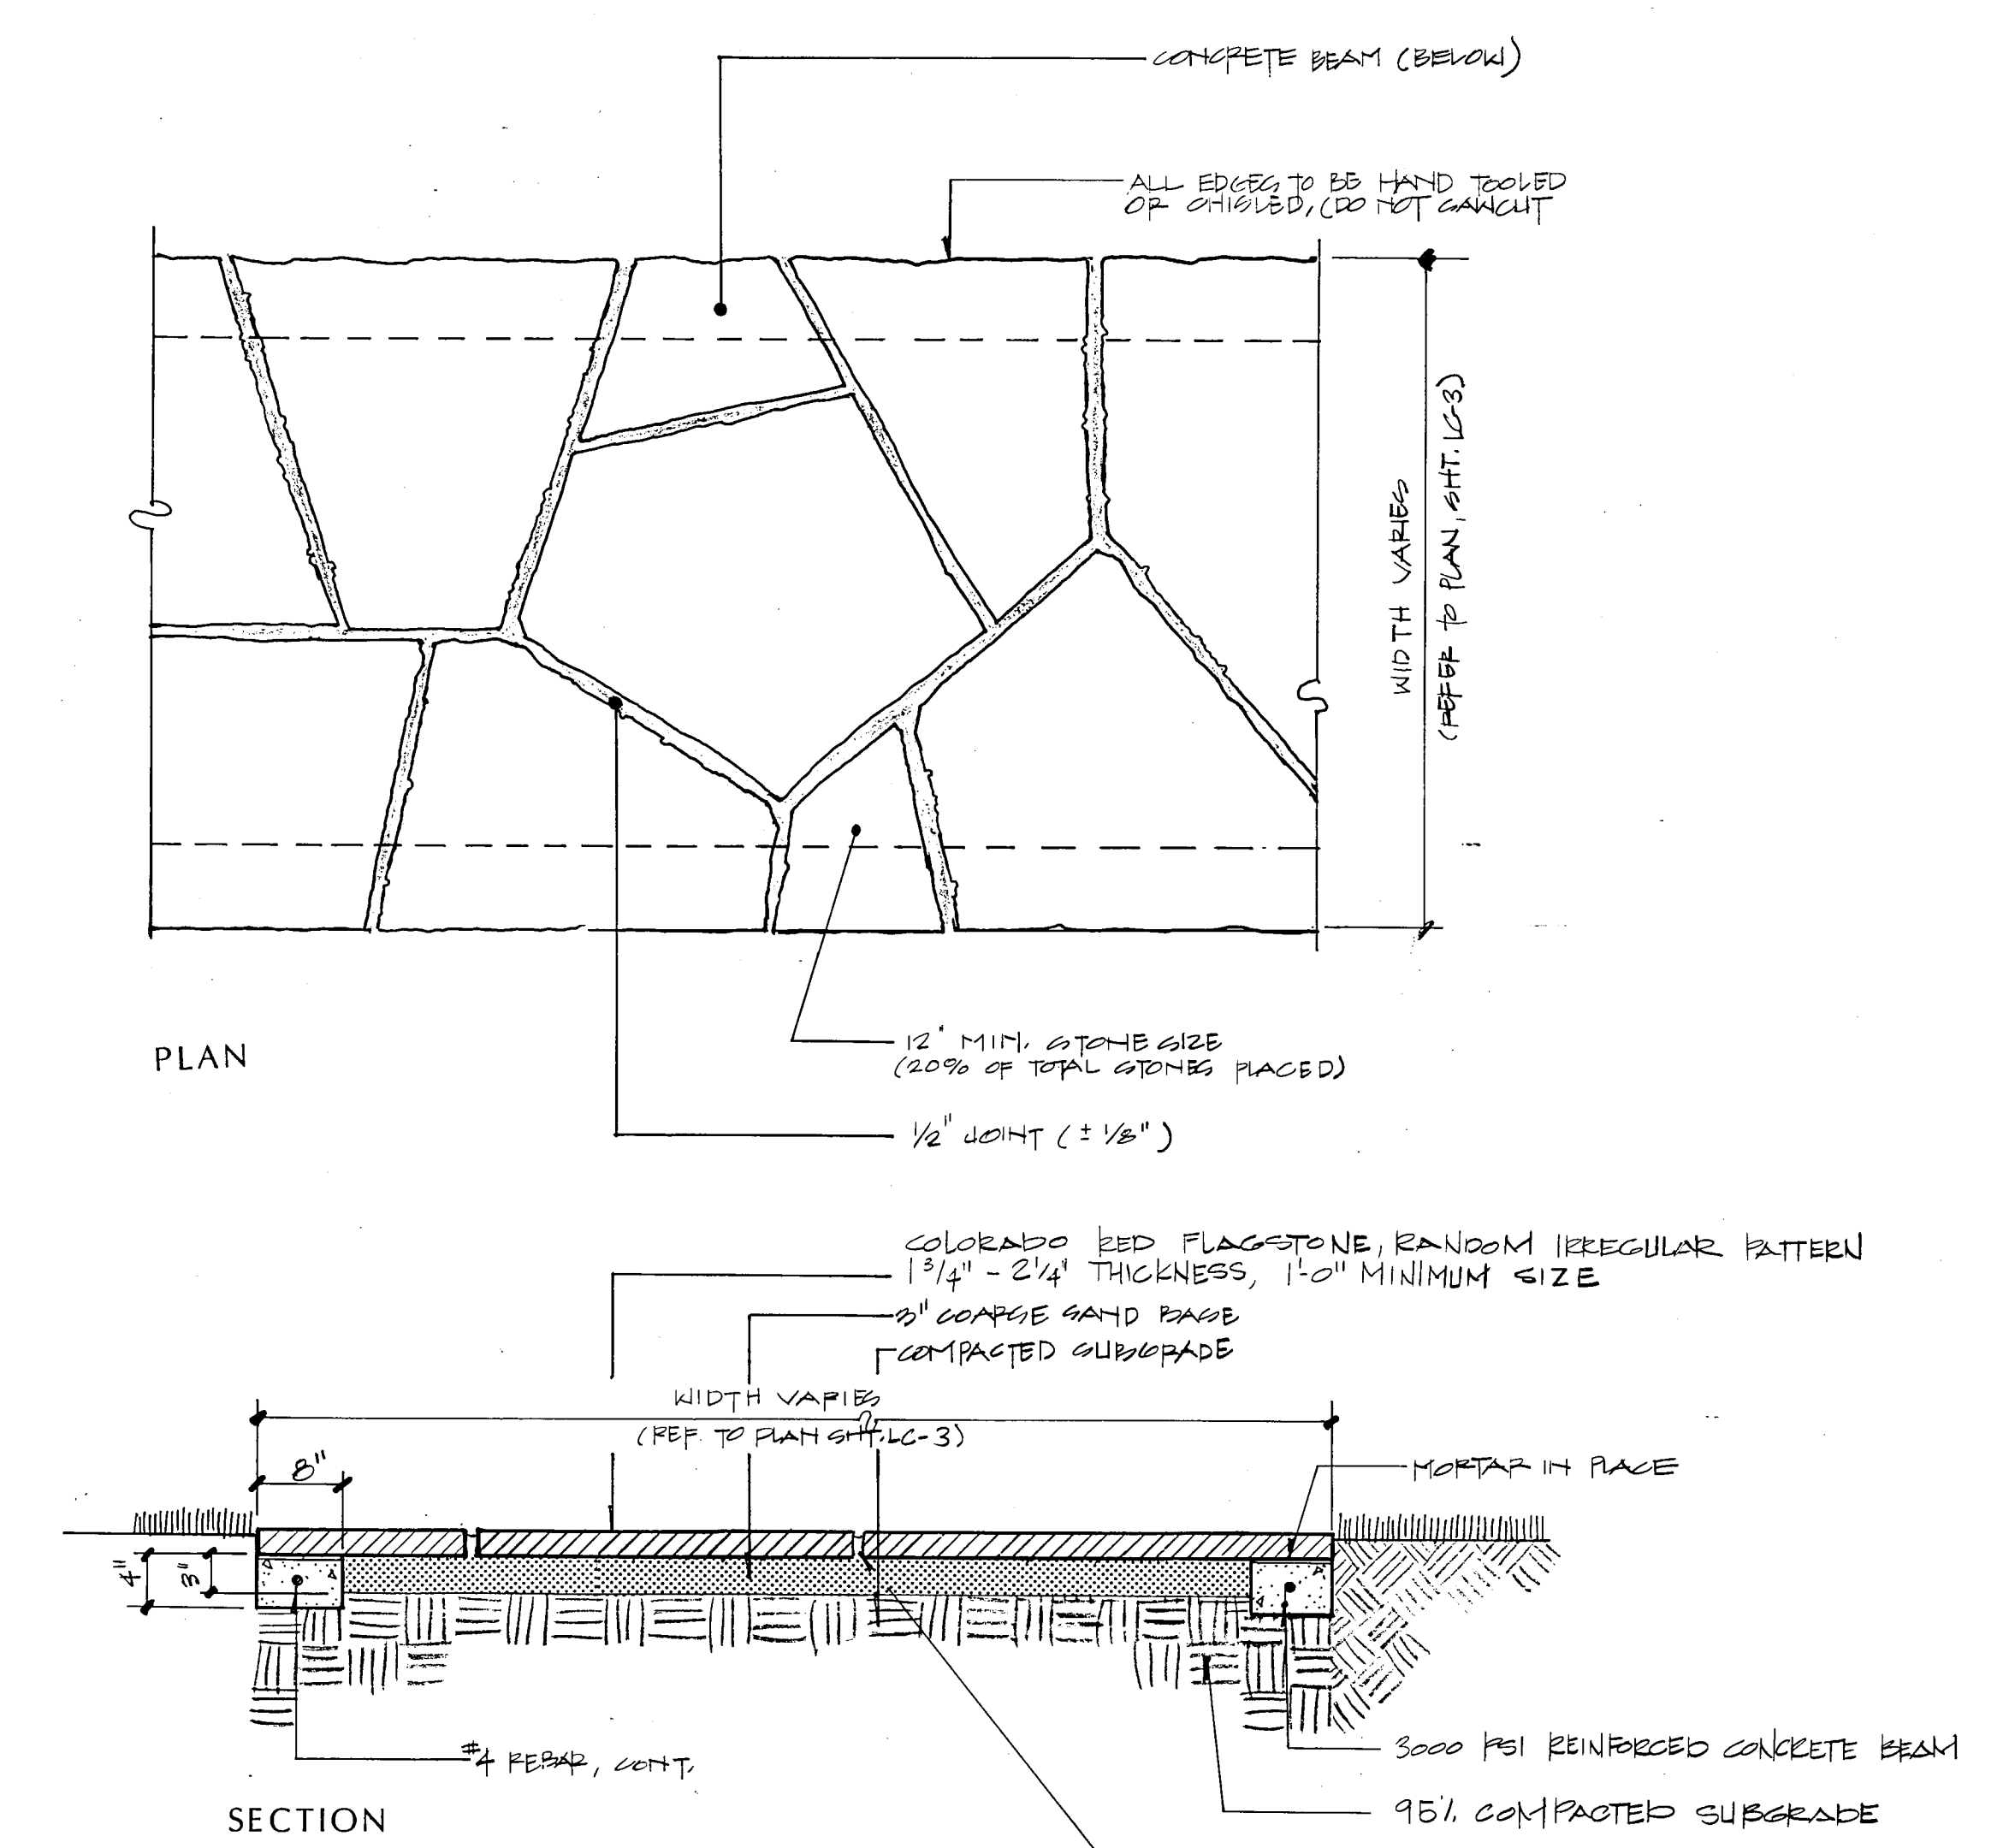 CONCRETE BEAM (BELOW)
ALL EDGES TO BE HAND TOOLED
OR CHISLED, (DO NOT SAWCUT
WIDTH VARIES
(REFER TO PLAN, SHT. LC-3)
12" MIN. STONE SIZE
(20% OF TOTAL STONES PLACED)
PLAN
1/2" JOINT (± 1/8")
COLORADO RED FLAGSTONE, RANDOM IRREGULAR PATTERN
1 3/4" - 2 1/4" THICKNESS, 1'-0" MINIMUM SIZE
3" COARSE SAND BASE
COMPACTED SUBGRADE
WIDTH VARIES
(REF. TO PLAN SHT. LC-3)
8"
MORTAR IN PLACE
4"
3"
#4 REBAR, CONT.
3000 PSI REINFORCED CONCRETE BEAM
95% COMPACTED SUBGRADE
SECTION